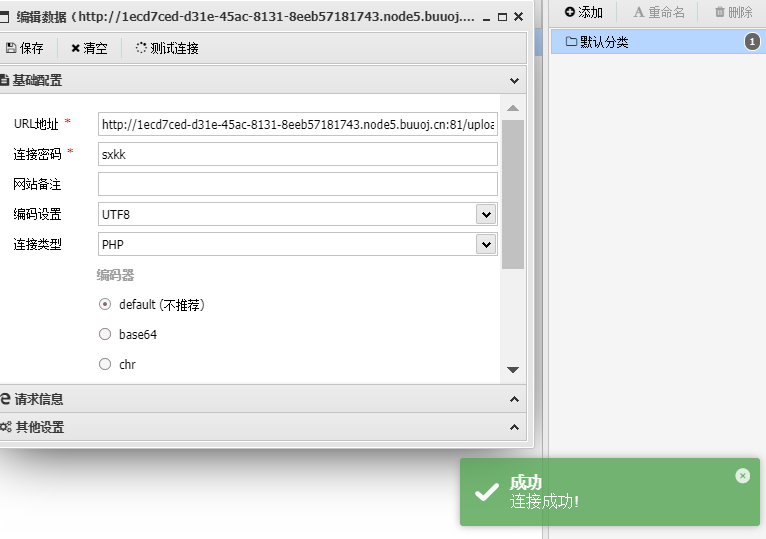 编辑数据 (http://1ecd7ced-d31e-45ac-8131-8eeb57181743.node5.buuoj....
添加 重命名 删除
保存 清空 测试连接
默认分类 1
基础配置
URL地址 * http://1ecd7ced-d31e-45ac-8131-8eeb57181743.node5.buuoj.cn:81/uploa
连接密码 * sxkk
网站备注
编码设置 UTF8
连接类型 PHP
编码器
default (不推荐)
base64
chr
请求信息
其他设置
成功
连接成功!